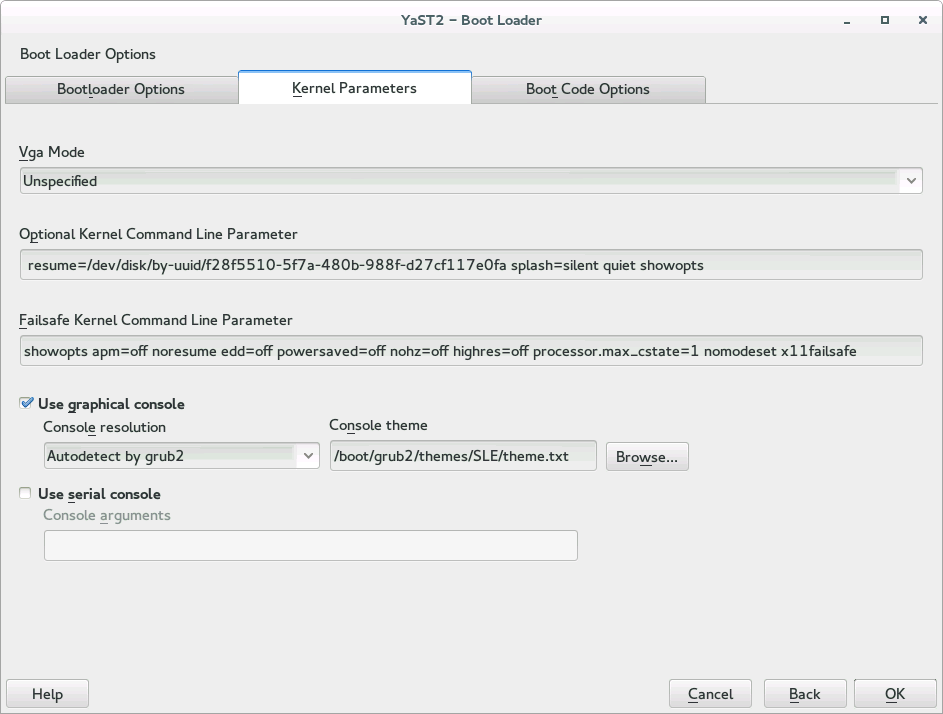 YaST2 – Boot Loader
Boot Loader Options
Bootloader Options Kernel Parameters Boot Code Options
Vga Mode
Unspecified
Optional Kernel Command Line Parameter
resume=/dev/disk/by-uuid/f28f5510-5f7a-480b-988f-d27cf117e0fa splash=silent quiet showopts
Failsafe Kernel Command Line Parameter
showopts apm=off noresume edd=off powersaved=off nohz=off highres=off processor.max_cstate=1 nomodeset x11failsafe
Use graphical console
Console resolution Console theme
Autodetect by grub2 /boot/grub2/themes/SLE/theme.txt Browse...
Use serial console
Console arguments
Help Cancel Back OK